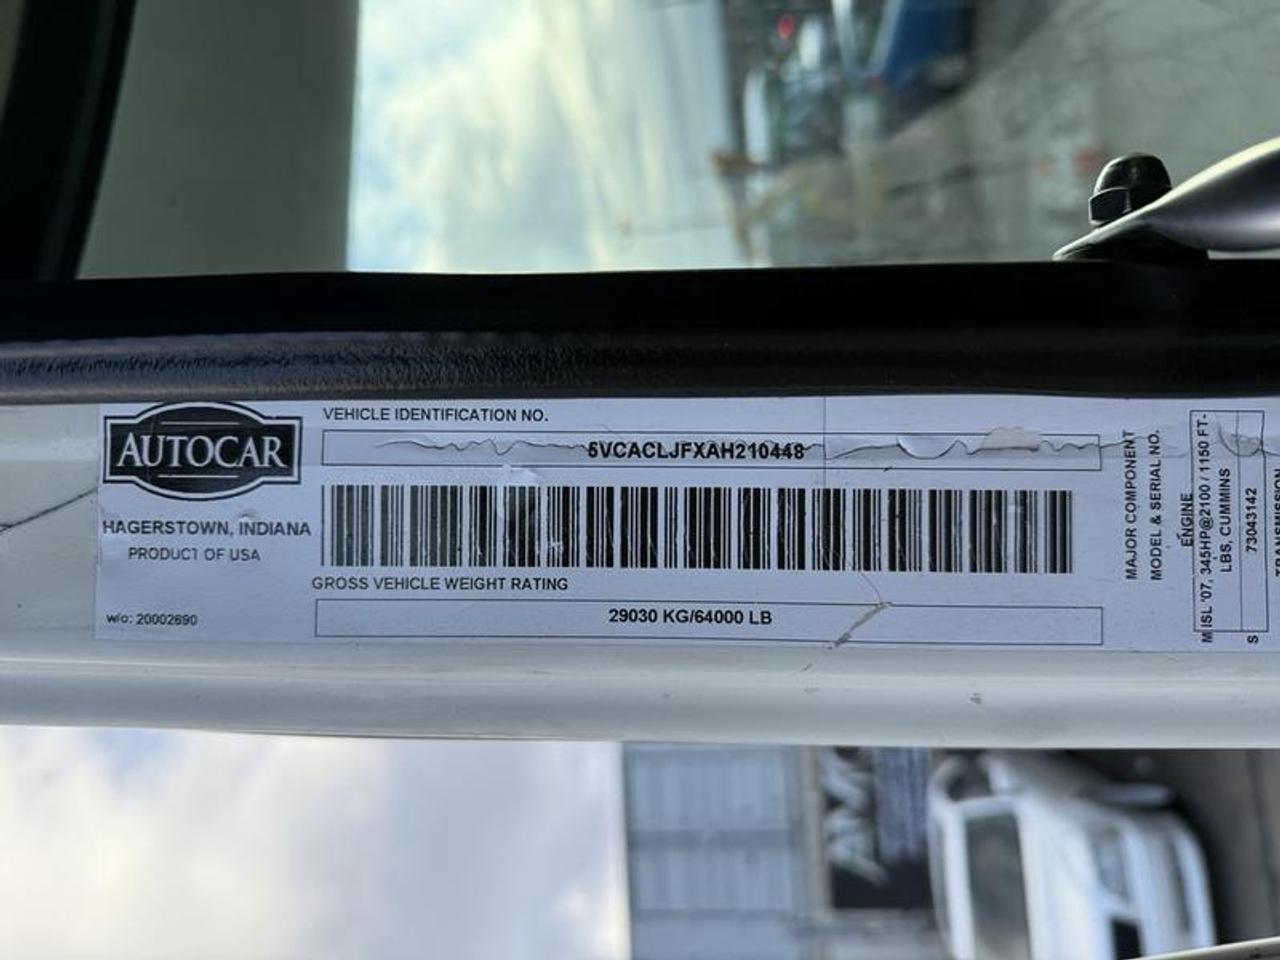 AUTOCAR
HAGERSTOWN, INDIANA
PRODUCT OF USA
w/o: 20002690
VEHICLE IDENTIFICATION NO.
5VCACLJFXAH210448
GROSS VEHICLE WEIGHT RATING
29030 KG/64000 LB
MAJOR COMPONENT
MODEL & SERIAL NO.
ENGINE
M ISL '07, 345HP@2100 / 1150 FT-
LBS, CUMMINS
S 73043142
TRANSMISSION